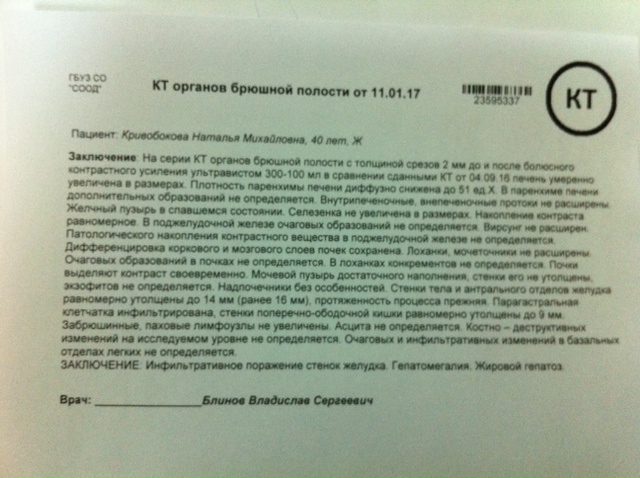 ГБУЗ СО
"СООД"
КТ органов брюшной полости от 11.01.17
23595337
КТ
Пациент: Кривобокова Наталья Михайловна, 40 лет, Ж
Заключение: На серии КТ органов брюшной полости с толщиной срезов 2 мм до и после болюсного
контрастного усиления ультравистом 300-100 мл в сравнении сданными КТ от 04.09.16 печень умеренно
увеличена в размерах. Плотность паренхимы печени диффузно снижена до 51 ед.Х. В паренхиме печени
дополнительных образований не определяется. Внутрипеченочные, внепеченочные протоки не расширены.
Желчный пузырь в спавшемся состоянии. Селезенка не увеличена в размерах. Накопление контраста
равномерное. В поджелудочной железе очаговых образований не определяется. Вирсунг не расширен.
Патологического накопления контрастного вещества в поджелудочной железе не определяется.
Дифференцировка коркового и мозгового слоев почек сохранена. Лоханки, мочеточники не расширены.
Очаговых образований в почках не определяется. В лоханках конкрементов не определяется. Почки
выделяют контраст своевременно. Мочевой пузырь достаточного наполнения, стенки его не утолщены,
экзофитов не определяется. Надпочечники без особенностей. Стенки тела и антрального отделов желудка
равномерно утолщены до 14 мм (ранее 16 мм), протяженность процесса прежняя. Парагастральная
клетчатка инфильтрирована, стенки поперечно-ободочной кишки равномерно утолщены до 9 мм.
Забрюшинные, паховые лимфоузлы не увеличены. Асцита не определяется. Костно – деструктивных
изменений на исследуемом уровне не определяется. Очаговых и инфильтративных изменений в базальных
отделах легких не определяется.
ЗАКЛЮЧЕНИЕ: Инфильтративное поражение стенок желудка. Гепатомегалия. Жировой гепатоз.
Врач: ____________________Блинов Владислав Сергеевич